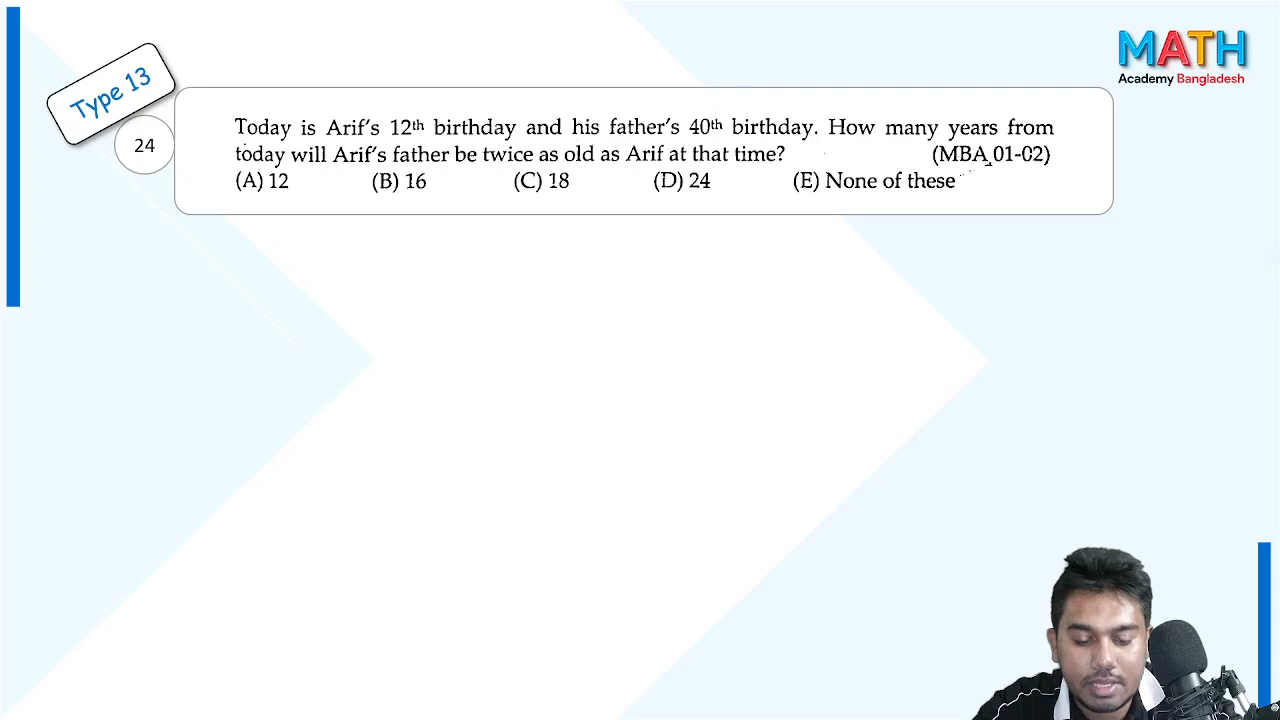 MATH
Academy Bangladesh
Type 13
24
Today is Arif's 12th birthday and his father's 40th birthday. How many years from
today will Arif's father be twice as old as Arif at that time? (MBA 01-02)
(A) 12 (B) 16 (C) 18 (D) 24 (E) None of these